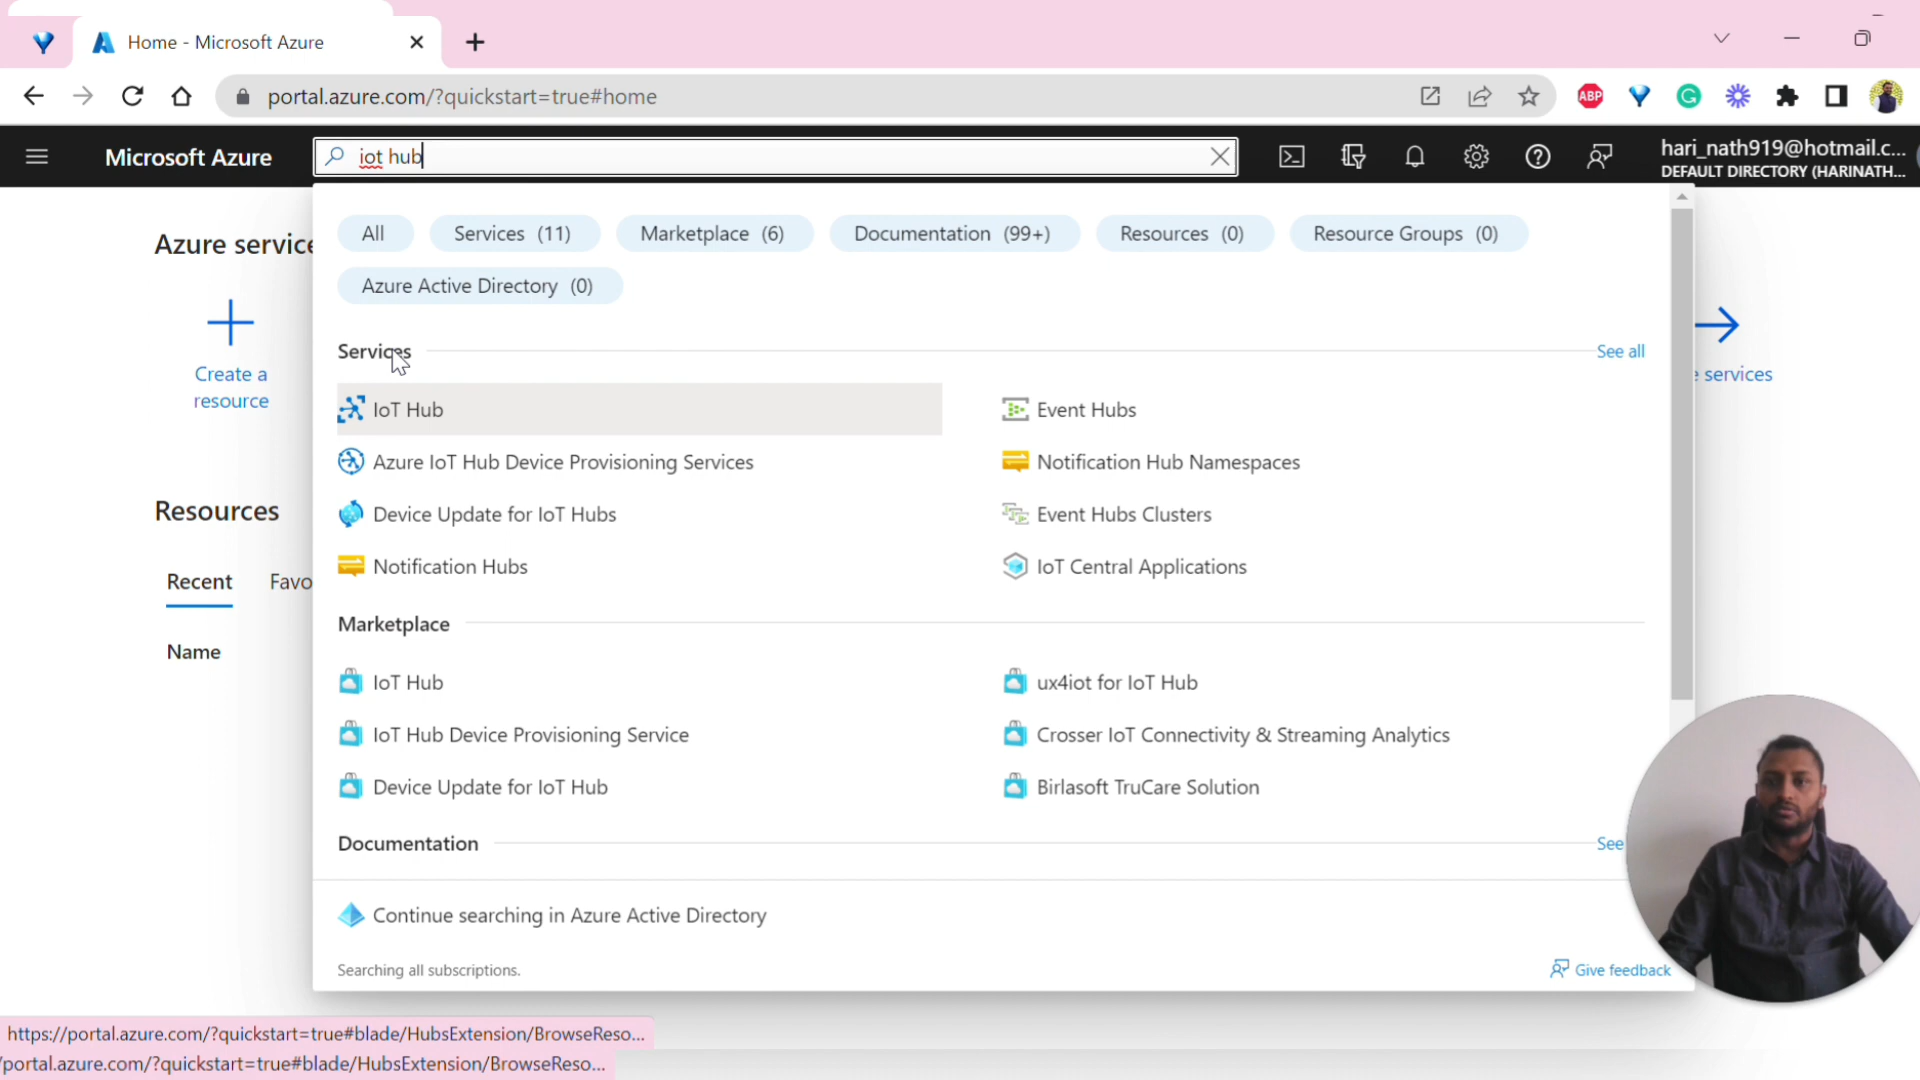 Home - Microsoft Azure
portal.azure.com/?quickstart=true#home
ABP
Microsoft Azure
iot hub
hari_nath919@hotmail.c...
DEFAULT DIRECTORY (HARINATH...
All
Services (11)
Marketplace (6)
Documentation (99+)
Resources (0)
Resource Groups (0)
Azure Active Directory (0)
Azure service
Create a
resource
services
Services
See all
IoT Hub
Event Hubs
Azure IoT Hub Device Provisioning Services
Notification Hub Namespaces
Device Update for IoT Hubs
Event Hubs Clusters
Notification Hubs
IoT Central Applications
Resources
Recent
Favo
Name
Marketplace
IoT Hub
ux4iot for IoT Hub
IoT Hub Device Provisioning Service
Crosser IoT Connectivity & Streaming Analytics
Device Update for IoT Hub
Birlasoft TruCare Solution
Documentation
See
Continue searching in Azure Active Directory
Searching all subscriptions.
Give feedback
https://portal.azure.com/?quickstart=true#blade/HubsExtension/BrowseReso...
/portal.azure.com/?quickstart=true#blade/HubsExtension/BrowseReso...